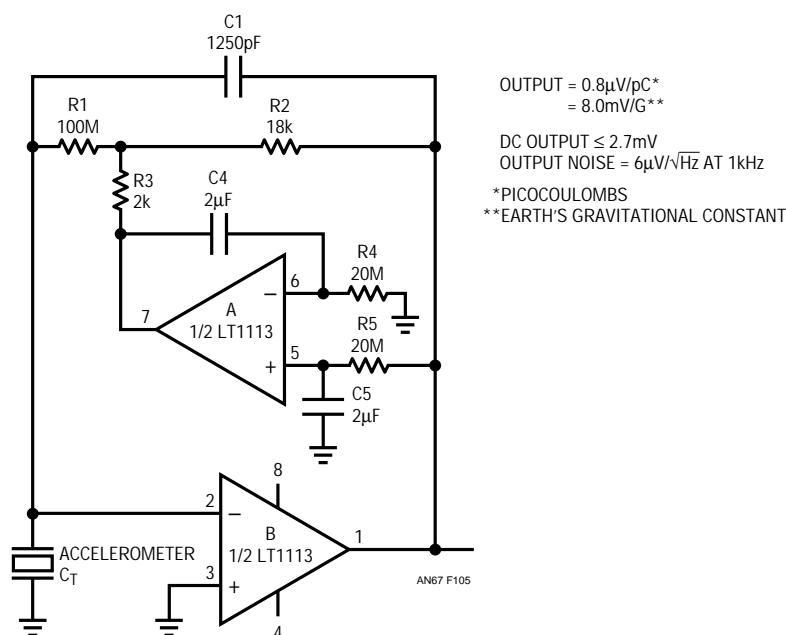 C1
1250pF
R1
100M
R2
18k
R3
2k
C4
2µF
R4
20M
6
–
A
1/2 LT1113
7
5
+
R5
20M
C5
2µF
8
2
–
B
1/2 LT1113
1
3
+
4
ACCELEROMETER
CT
AN67 F105
OUTPUT = 0.8µV/pC*
= 8.0mV/G**
DC OUTPUT ≤ 2.7mV
OUTPUT NOISE = 6µV/√Hz AT 1kHz
*PICOCOULOMBS
**EARTH'S GRAVITATIONAL CONSTANT